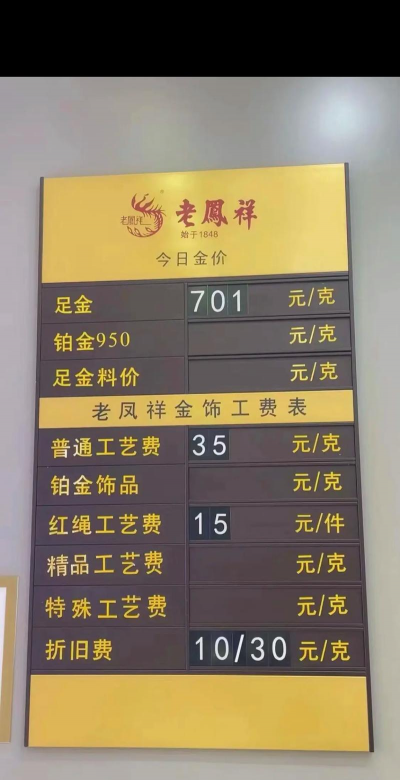 老鳳祥
老鳳祥
始于1848
今日金价
足金 701 元/克
铂金950 元/克
足金料价 元/克
老凤祥金饰工费表
普通工艺费 35 元/克
铂金饰品 元/克
红绳工艺费 15 元/件
精品工艺费 元/克
特殊工艺费 元/克
折旧费 10/30 元/克